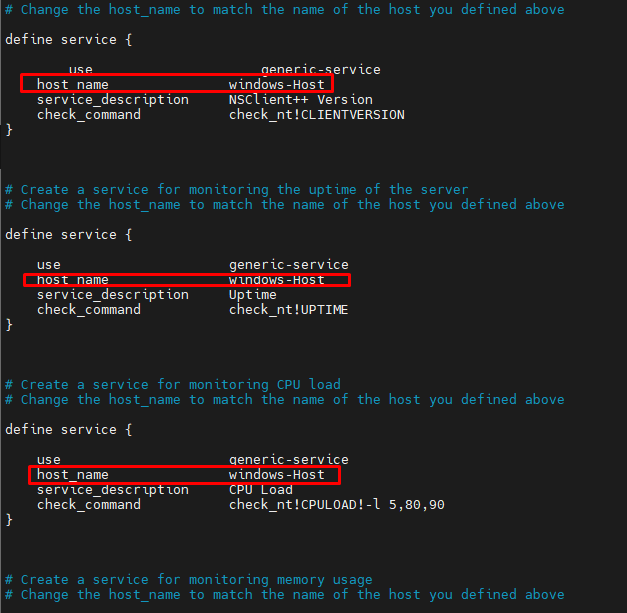 # Change the host_name to match the name of the host you defined above
define service {
use generic-service
host_name windows-Host
service_description NSClient++ Version
check_command check_nt!CLIENTVERSION
}
# Create a service for monitoring the uptime of the server
# Change the host_name to match the name of the host you defined above
define service {
use generic-service
host_name windows-Host
service_description Uptime
check_command check_nt!UPTIME
}
# Create a service for monitoring CPU load
# Change the host_name to match the name of the host you defined above
define service {
use generic-service
host_name windows-Host
service_description CPU Load
check_command check_nt!CPULOAD!-l 5,80,90
}
# Create a service for monitoring memory usage
# Change the host_name to match the name of the host you defined above